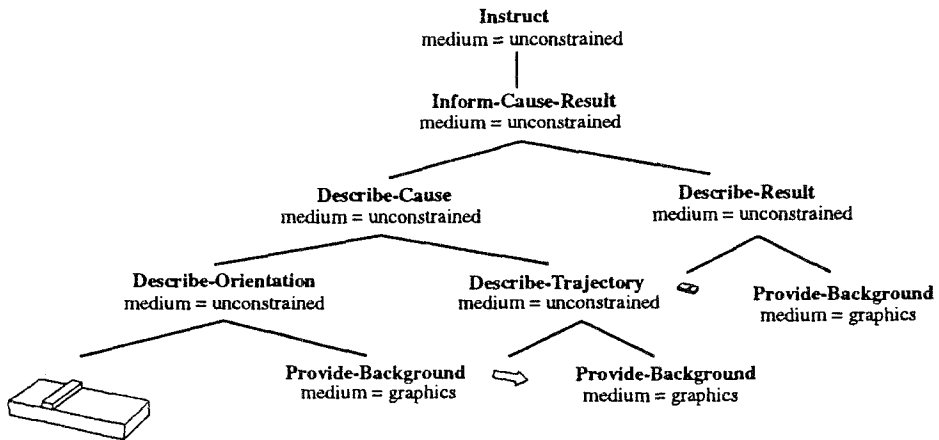 Instruct
medium = unconstrained
Inform-Cause-Result
medium = unconstrained
Describe-Cause
medium = unconstrained
Describe-Result
medium = unconstrained
Describe-Orientation
medium = unconstrained
Describe-Trajectory
medium = unconstrained
Provide-Background
medium = graphics
Provide-Background
medium = graphics
Provide-Background
medium = graphics